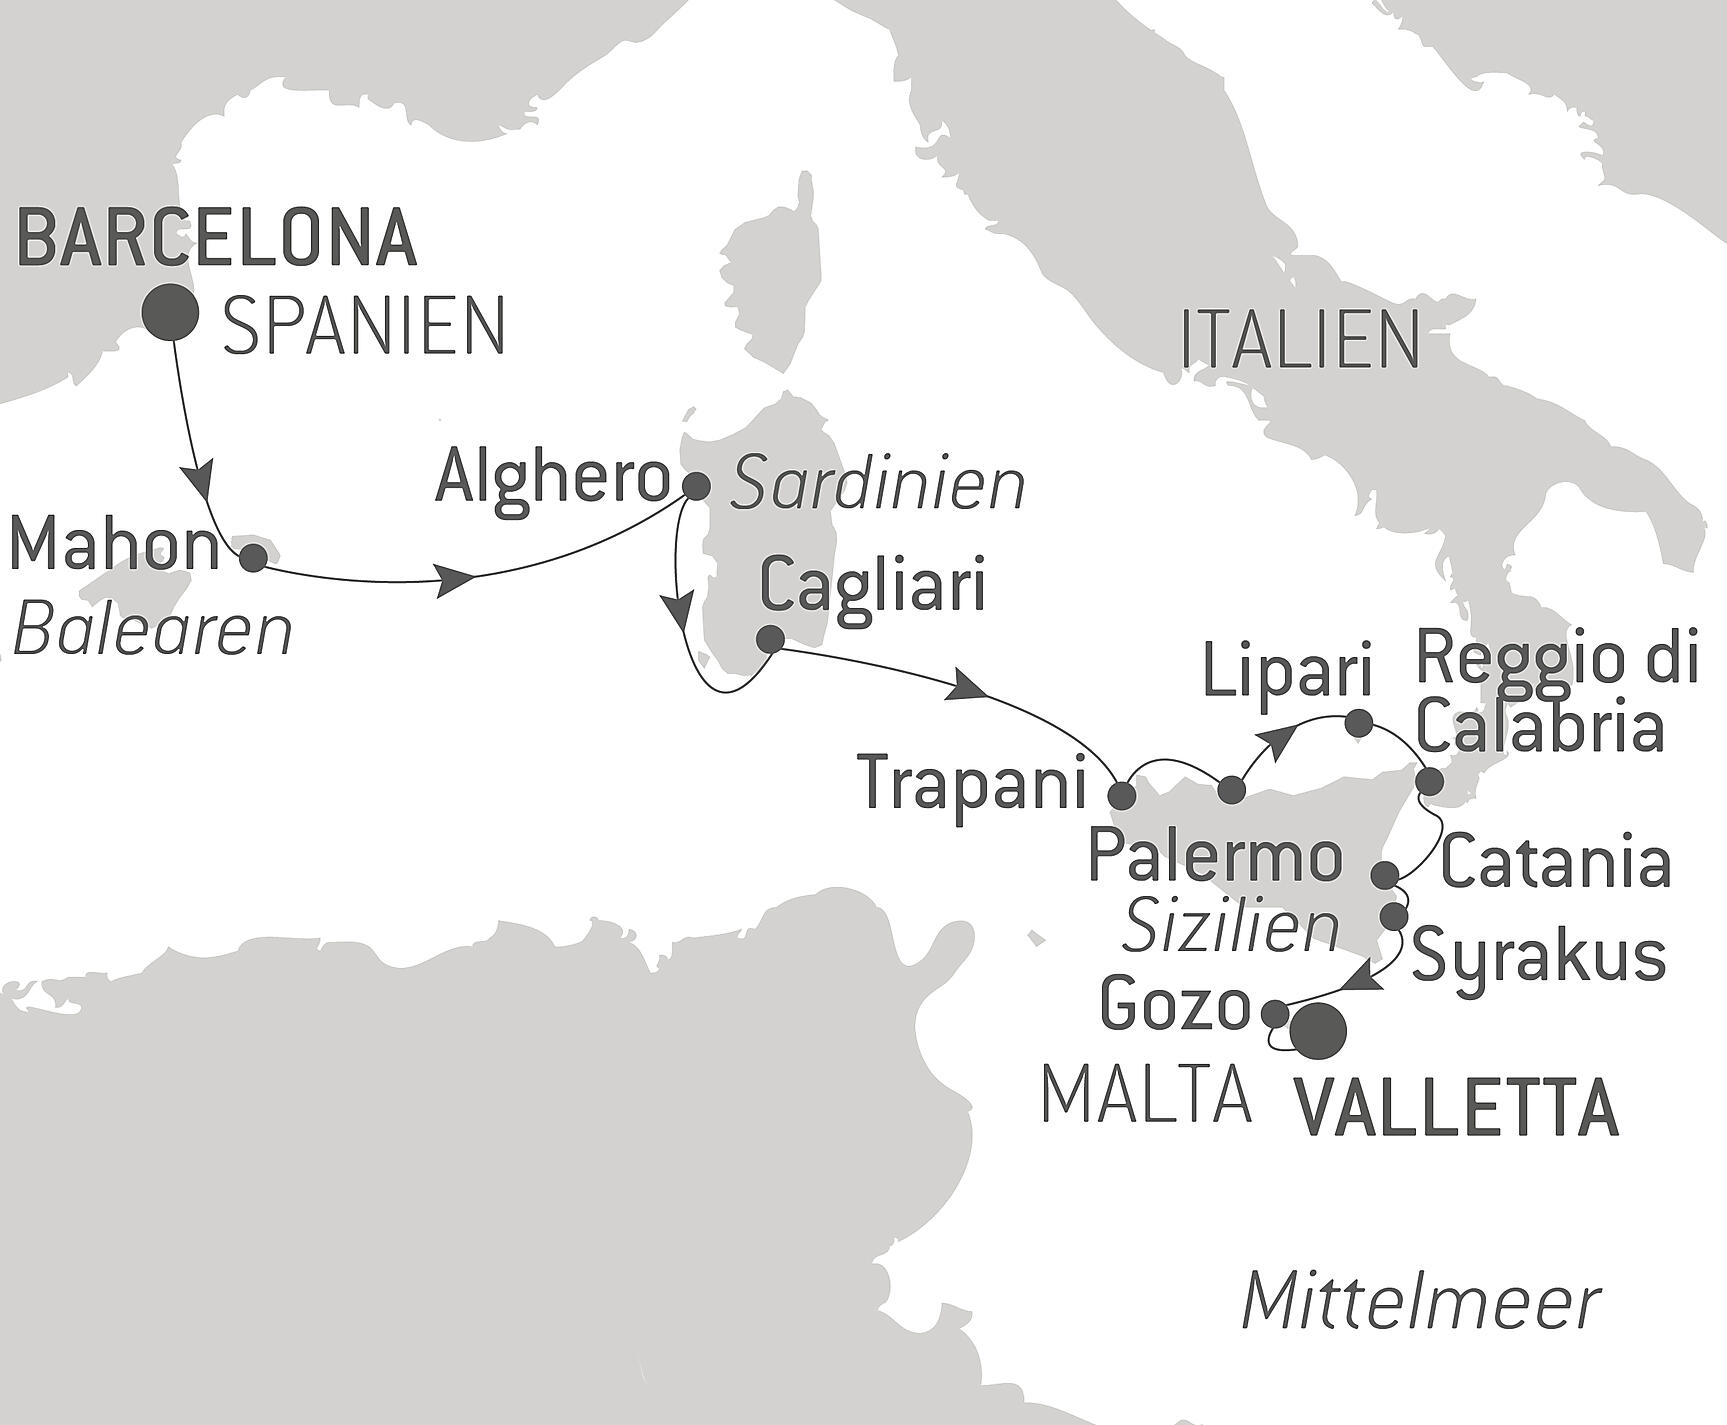 BARCELONA
SPANIEN
ITALIEN
Alghero
Sardinien
Mahon
Balearen
Cagliari
Lipari
Reggio di
Calabria
Trapani
Palermo
Sizilien
Catania
Syrakus
Gozo
MALTA
VALLETTA
Mittelmeer